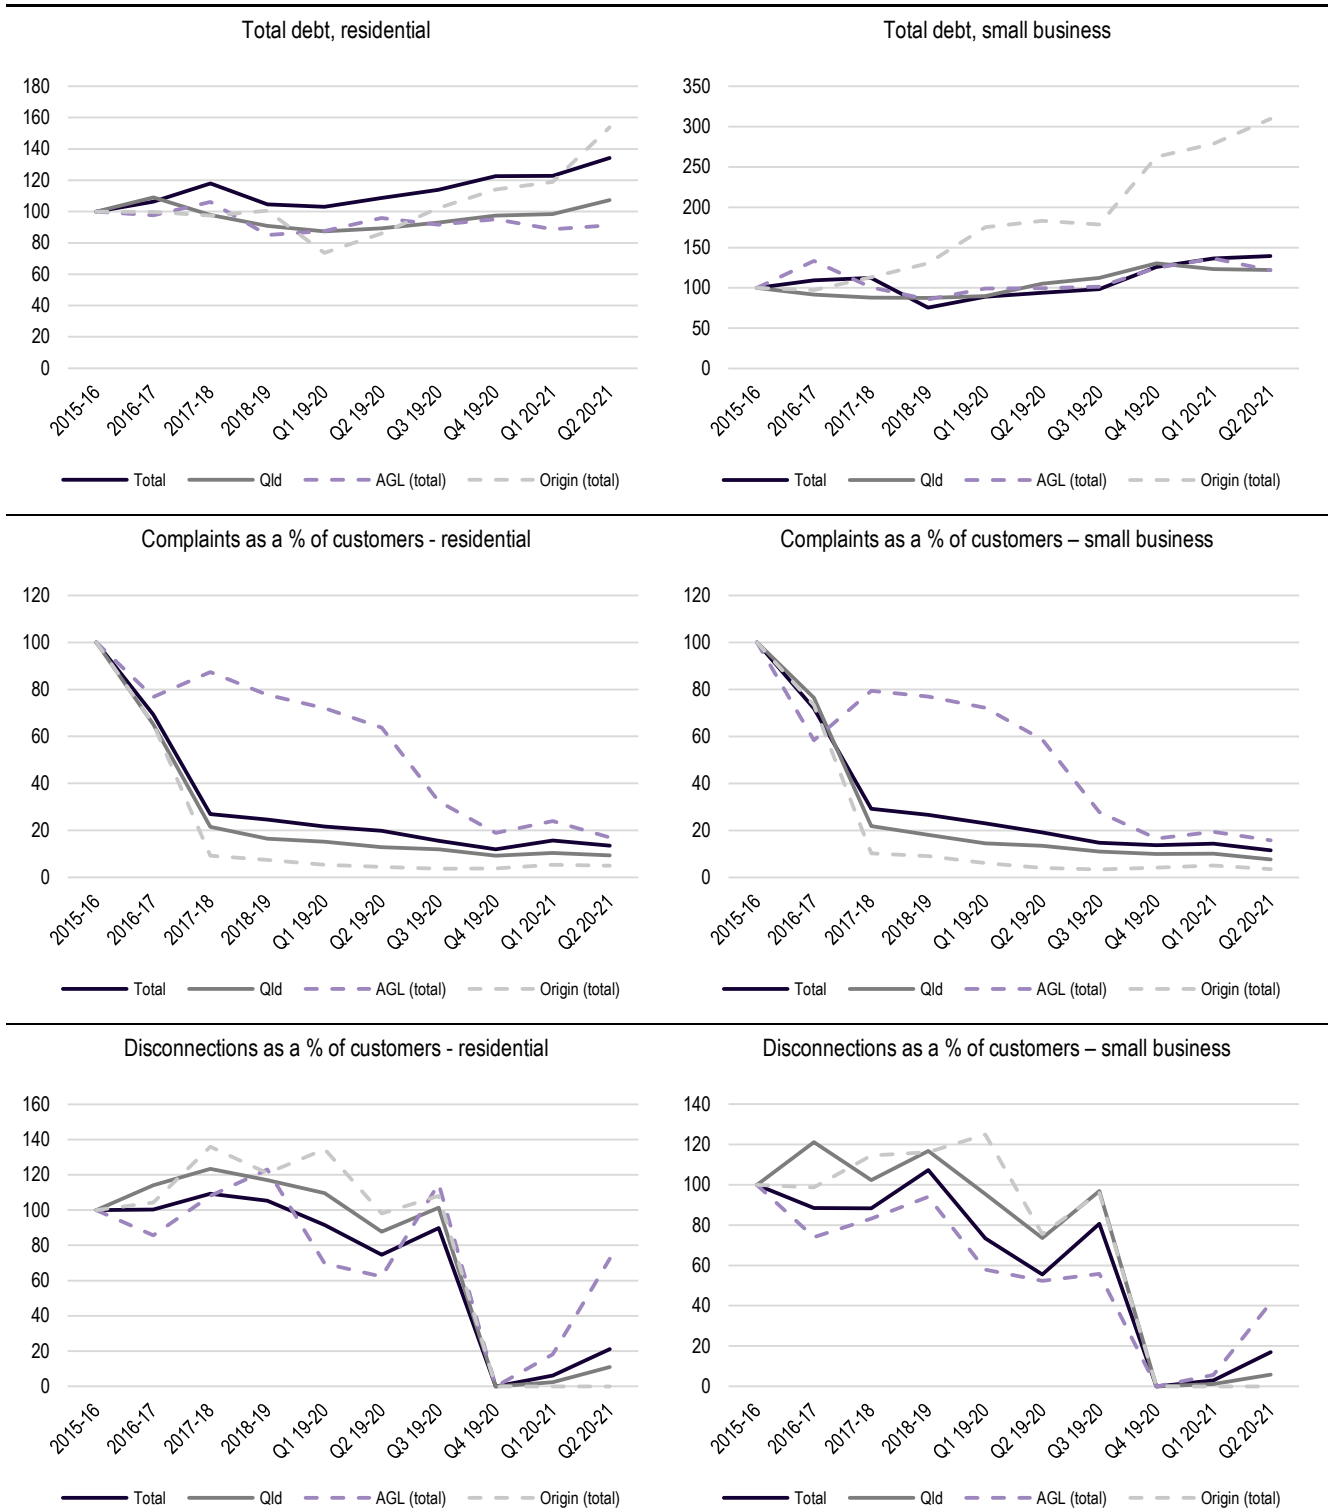 Total debt, residential
180
160
140
120
100
80
60
40
20
0
2015-16
2016-17
2017-18
2018-19
Q1 19-20
Q2 19-20
Q3 19-20
Q4 19-20
Q1 20-21
Q2 20-21
Total
Qld
AGL (total)
Origin (total)
Total debt, small business
350
300
250
200
150
100
50
0
2015-16
2016-17
2017-18
2018-19
Q1 19-20
Q2 19-20
Q3 19-20
Q4 19-20
Q1 20-21
Q2 20-21
Total
Qld
AGL (total)
Origin (total)
Complaints as a % of customers - residential
120
100
80
60
40
20
0
2015-16
2016-17
2017-18
2018-19
Q1 19-20
Q2 19-20
Q3 19-20
Q4 19-20
Q1 20-21
Q2 20-21
Total
Qld
AGL (total)
Origin (total)
Complaints as a % of customers – small business
120
100
80
60
40
20
0
2015-16
2016-17
2017-18
2018-19
Q1 19-20
Q2 19-20
Q3 19-20
Q4 19-20
Q1 20-21
Q2 20-21
Total
Qld
AGL (total)
Origin (total)
Disconnections as a % of customers - residential
160
140
120
100
80
60
40
20
0
2015-16
2016-17
2017-18
2018-19
Q1 19-20
Q2 19-20
Q3 19-20
Q4 19-20
Q1 20-21
Q2 20-21
Total
Qld
AGL (total)
Origin (total)
Disconnections as a % of customers – small business
140
120
100
80
60
40
20
0
2015-16
2016-17
2017-18
2018-19
Q1 19-20
Q2 19-20
Q3 19-20
Q4 19-20
Q1 20-21
Q2 20-21
Total
Qld
AGL (total)
Origin (total)